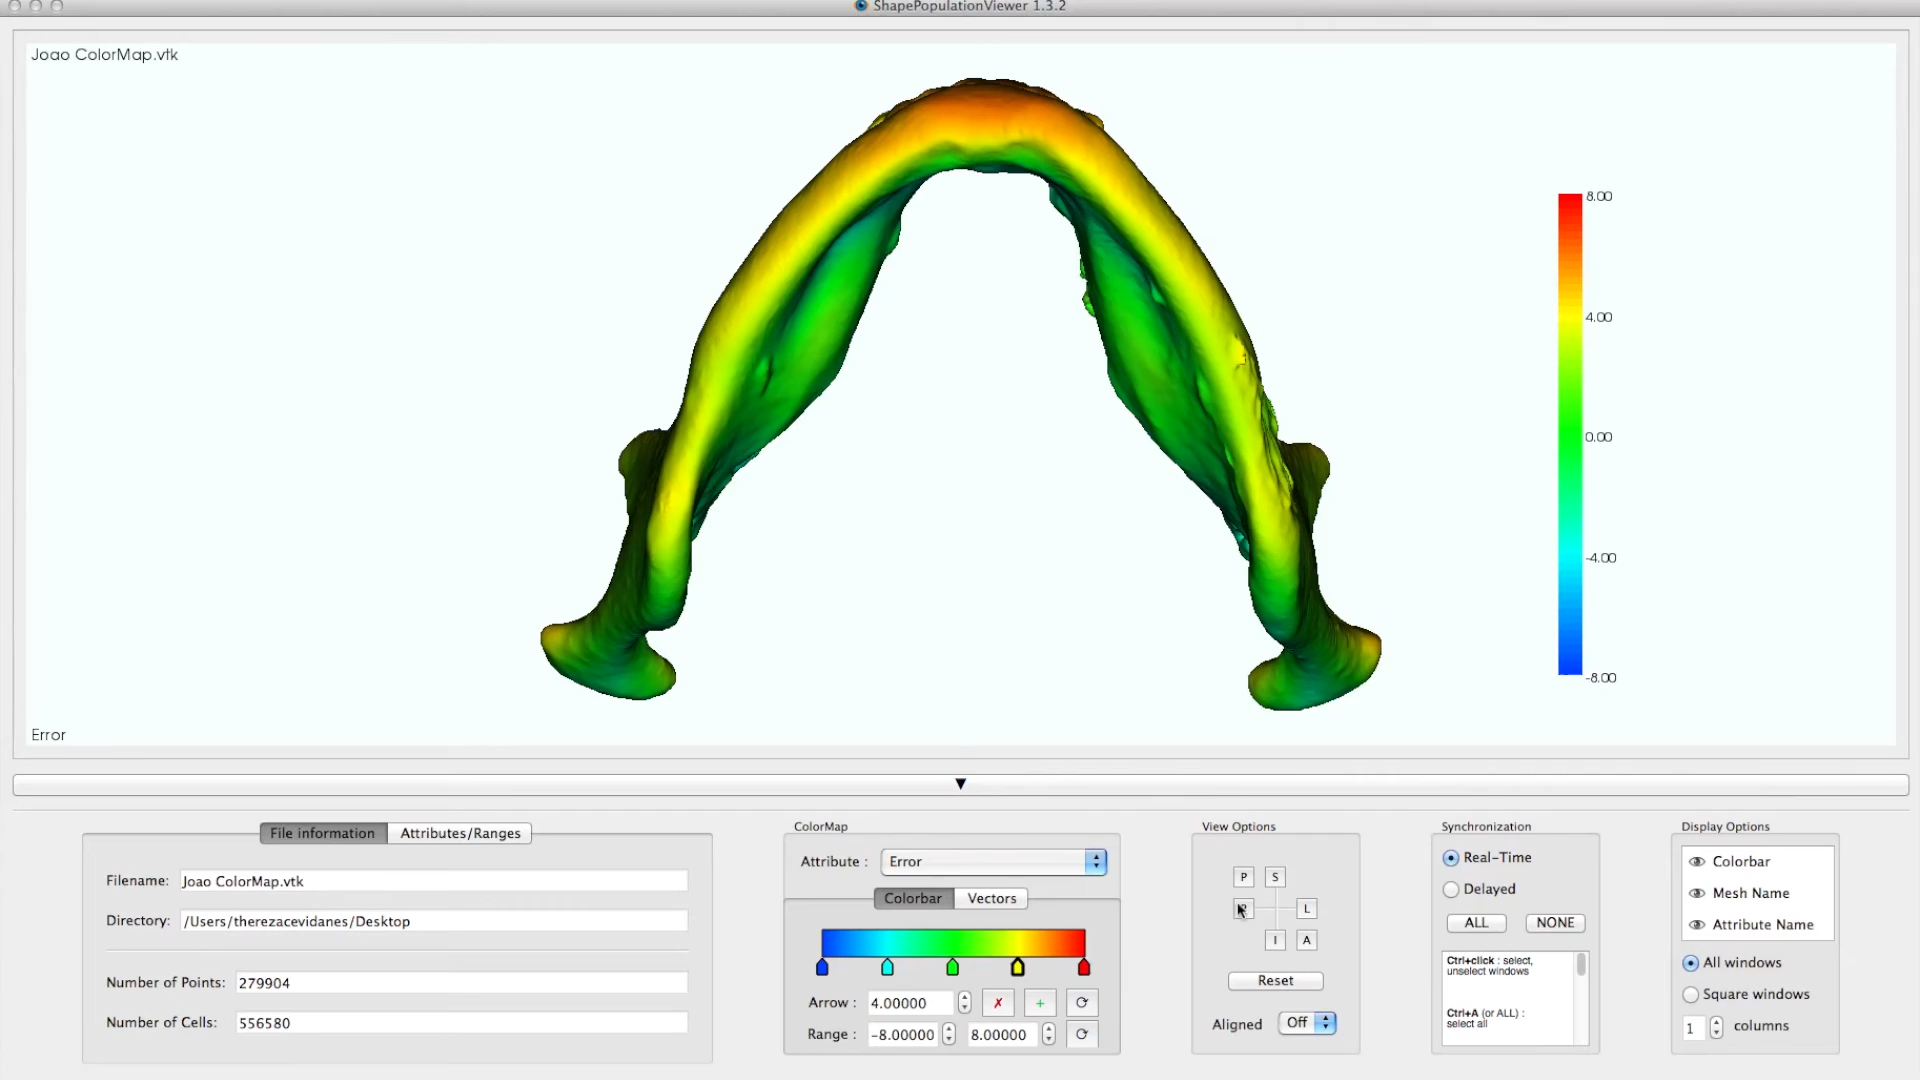 ShapePopulationViewer 1.3.2
Joao ColorMap.vtk
8.00
4.00
0.00
-4.00
-8.00
Error
File information
Attributes/Ranges
Filename: Joao ColorMap.vtk
Directory: /Users/therezacevidanes/Desktop
Number of Points: 279904
Number of Cells: 556580
ColorMap
Attribute : Error
Colorbar
Vectors
Arrow : 4.00000
Range : -8.00000 8.00000
View Options
P S
L
I A
Reset
Aligned Off
Synchronization
Real-Time
Delayed
ALL NONE
Ctrl+click : select,
unselect windows
Ctrl+A (or ALL) :
select all
Display Options
Colorbar
Mesh Name
Attribute Name
All windows
Square windows
1 columns